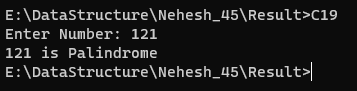 E:\DataStructure\Nehesh_45\Result>C19
Enter Number: 121
121 is Palindrome
E:\DataStructure\Nehesh_45\Result>